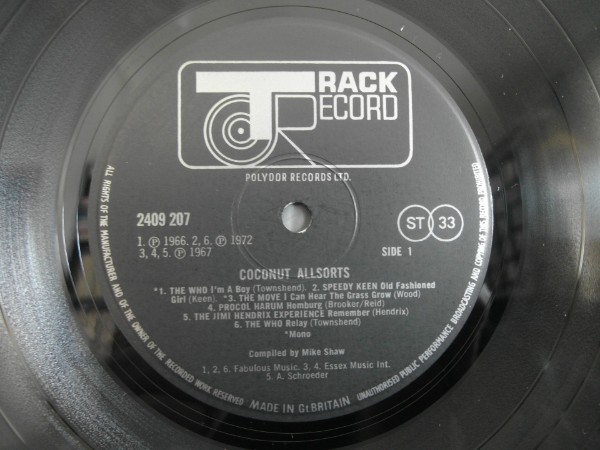 TRACK
RECORD
POLYDOR RECORDS LTD.
2409 207
1. Ⓟ 1966. 2, 6. Ⓟ 1972
3, 4, 5. Ⓟ 1967
ST 33
SIDE 1
COCONUT ALLSORTS
*1. THE WHO I'm A Boy (Townshend). 2. SPEEDY KEEN Old Fashioned
Girl (Keen). *3. THE MOVE I Can Hear The Grass Grow (Wood)
4. PROCOL HARUM Homburg (Brooker/Reid)
5. THE JIMI HENDRIX EXPERIENCE Remember (Hendrix)
6. THE WHO Relay (Townshend)
*Mono
Compiled by Mike Shaw
1, 2, 6. Fabulous Music. 3, 4. Essex Music Int.
5. A. Schroeder
ALL RIGHTS OF THE MANUFACTURER AND OF THE OWNER OF THE RECORDED WORK RESERVED
MADE IN Gt BRITAIN
UNAUTHORISED PUBLIC PERFORMANCE BROADCASTING AND COPYING OF THIS RECORD PROHIBITED